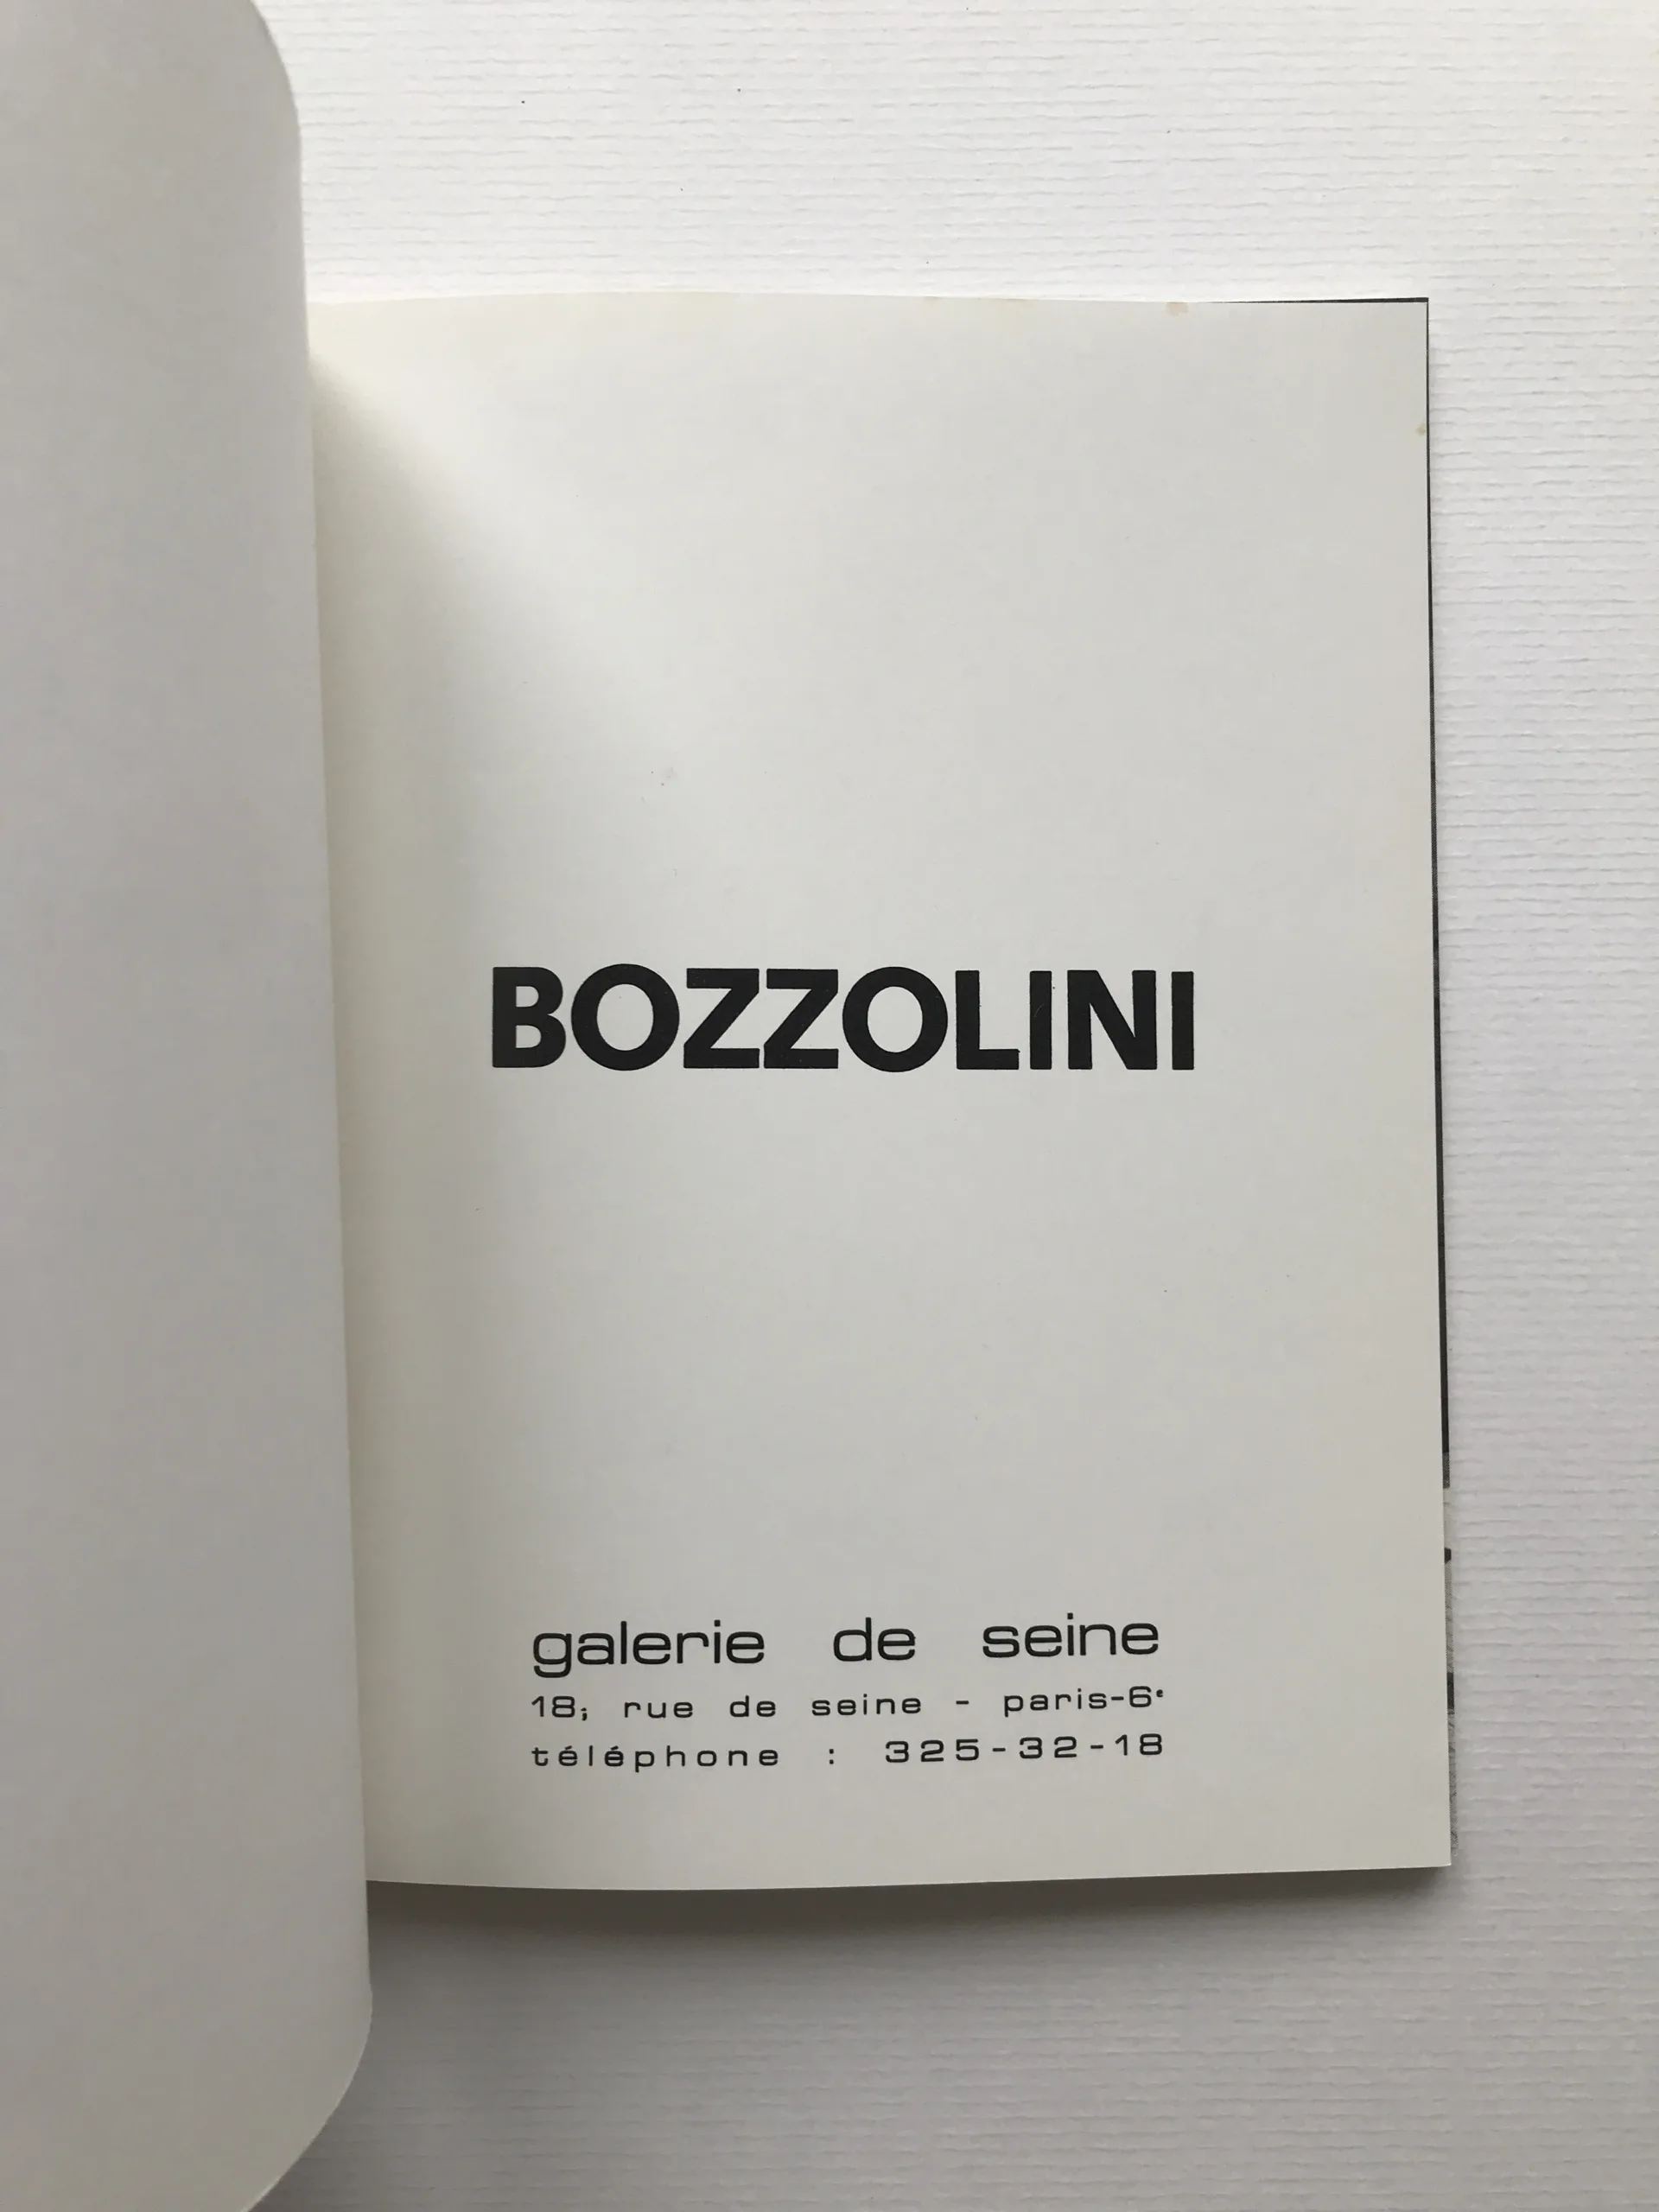 BOZZOLINI
galerie de seine
18; rue de seine - paris-6e
téléphone : 325-32-18